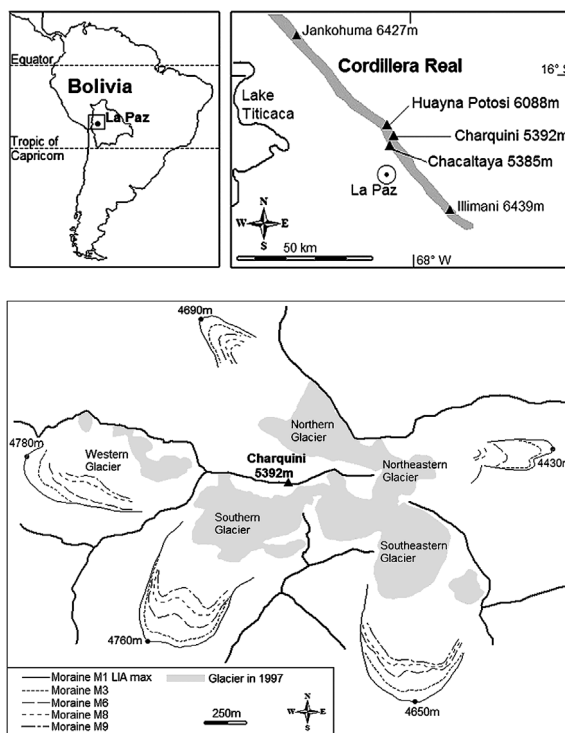 Equator
Bolivia
La Paz
Tropic of
Capricorn
Jankohuma 6427m
16° S
Cordillera Real
Lake
Titicaca
Huayna Potosi 6088m
Charquini 5392m
Chacaltaya 5385m
La Paz
Illimani 6439m
N
W E
S
50 km
68° W
4690m
4780m
Western
Glacier
Northern
Glacier
Charquini
5392m
Northeastern
Glacier
4430m
Southern
Glacier
Southeastern
Glacier
4760m
4650m
Moraine M1 LIA max
Moraine M3
Moraine M6
Moraine M8
Moraine M9
Glacier in 1997
250m
N
W E
S